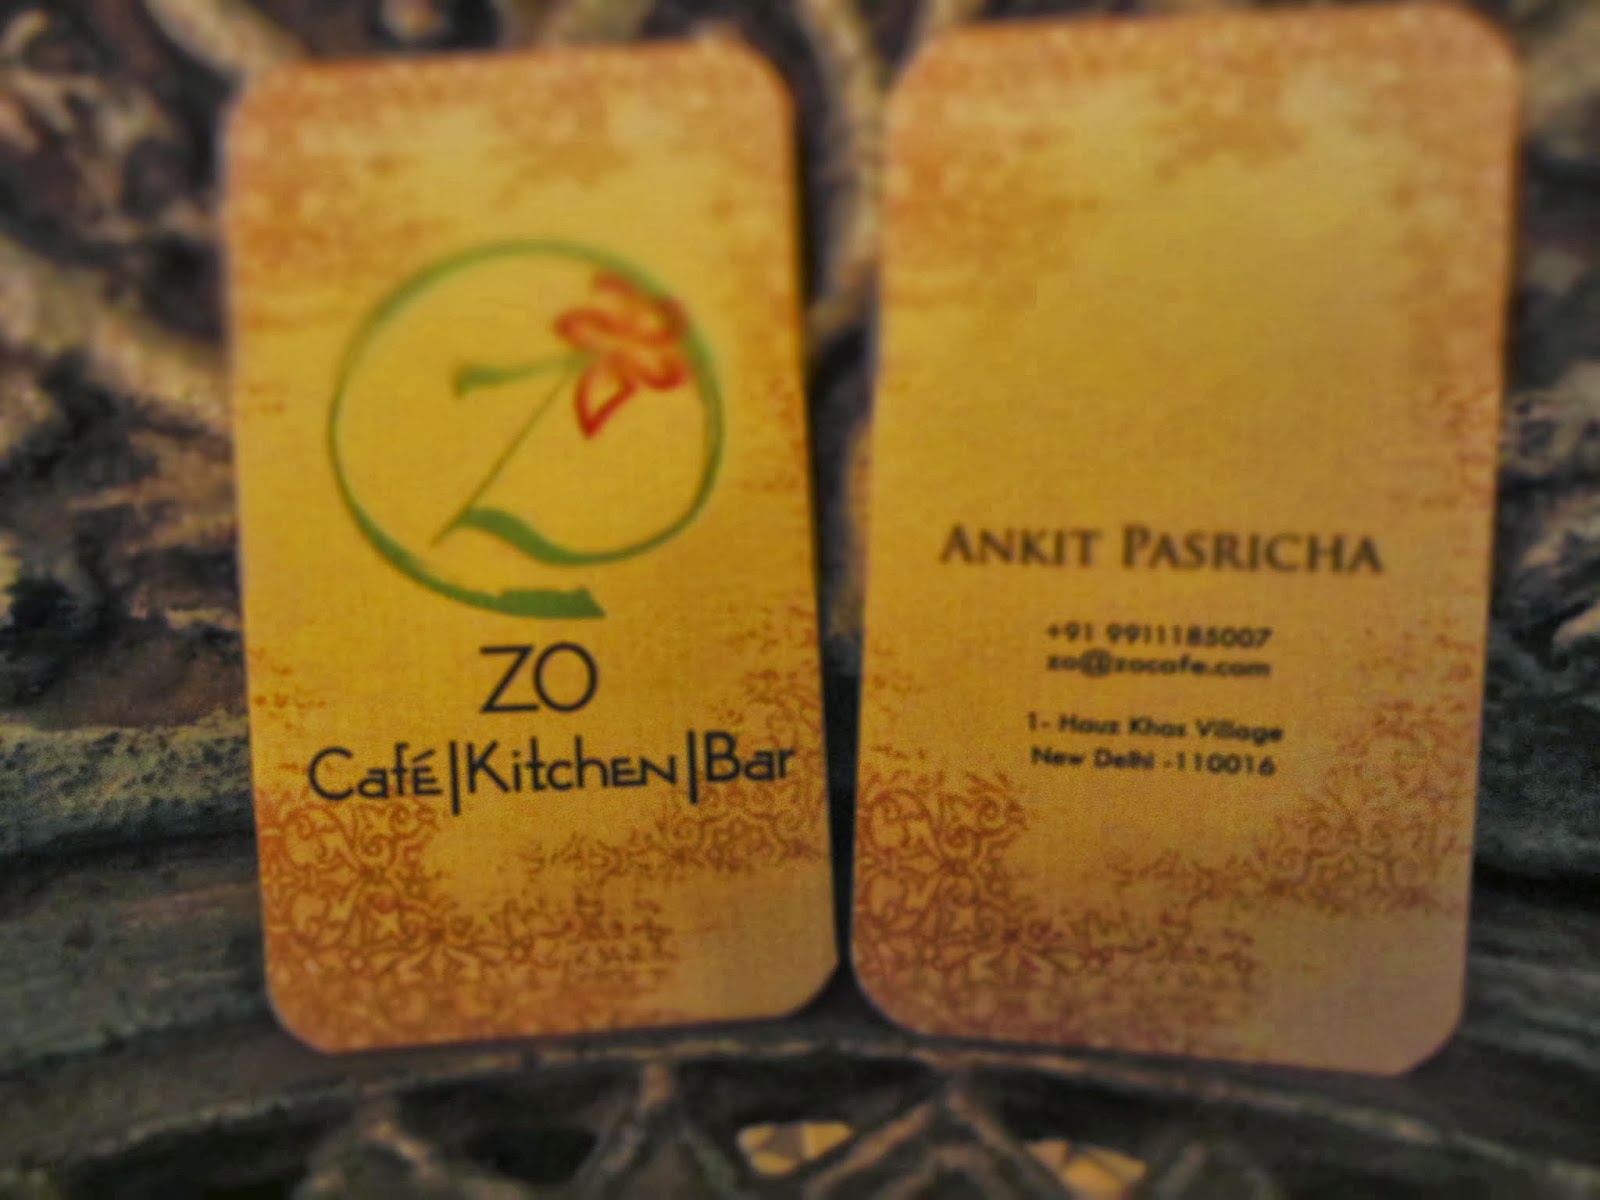 ZO
Café|Kitchen|Bar
ANKIT PASRICHA
+91 9911185007
zo@zocafe.com
1- Hauz Khas Village
New Delhi -110016